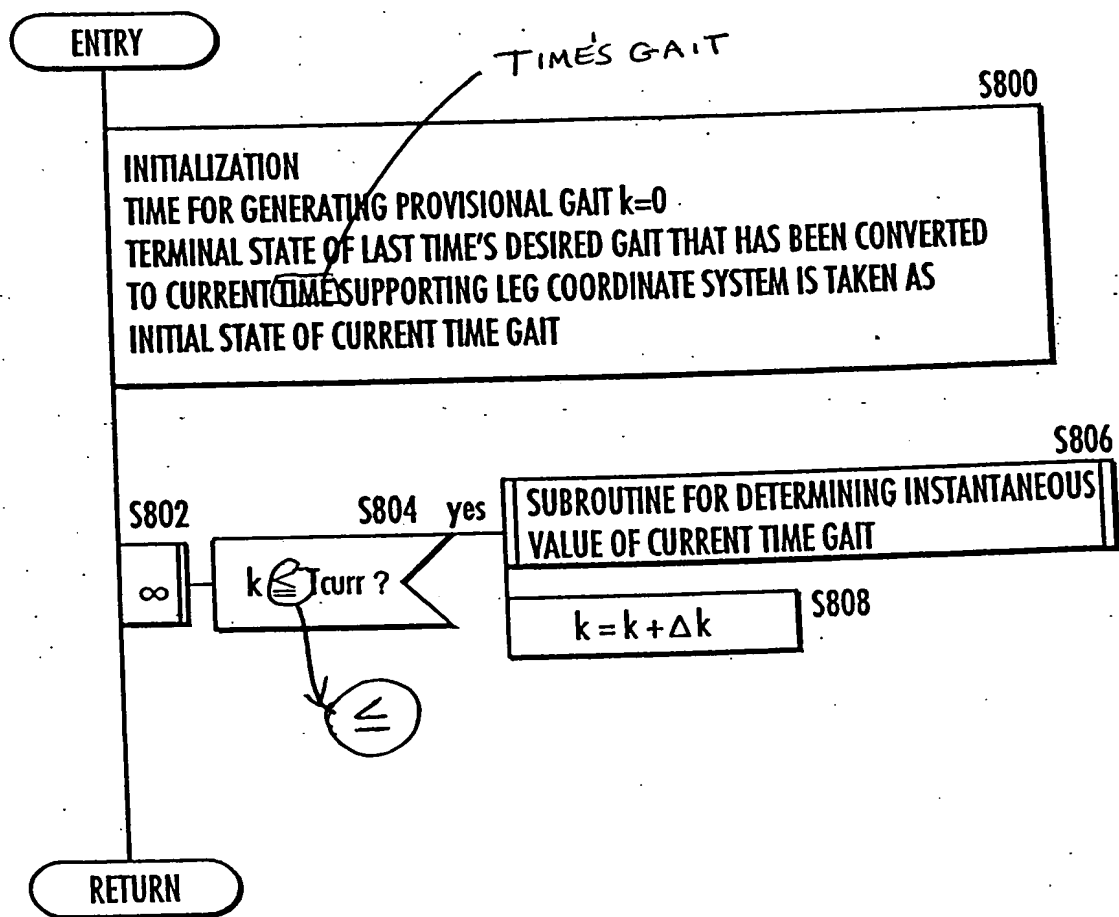 ENTRY
TIME'S GAIT
S800
INITIALIZATION
TIME FOR GENERATING PROVISIONAL GAIT k=0
TERMINAL STATE OF LAST TIME'S DESIRED GAIT THAT HAS BEEN CONVERTED
TO CURRENT TIME SUPPORTING LEG COORDINATE SYSTEM IS TAKEN AS
INITIAL STATE OF CURRENT TIME GAIT
S802
∞
S804
k ≦ Tcurr ?
yes
S806
SUBROUTINE FOR DETERMINING INSTANTANEOUS
VALUE OF CURRENT TIME GAIT
S808
k = k + Δk
≤
RETURN